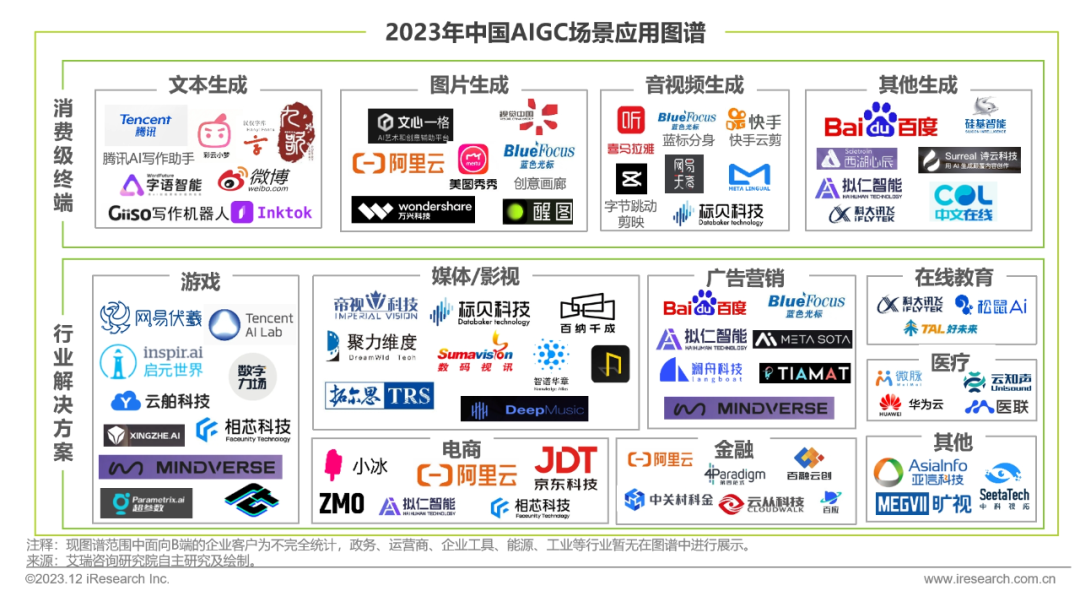 2023年中国AIGC场景应用图谱
消费级终端
文本生成
Tencent
腾讯
腾讯AI写作助手
彩云小梦
九歌
字语智能
微博
weibo.com
Giiso写作机器人
Inktok
图片生成
文心一格
AI艺术和创意辅助平台
视觉中国
阿里云
meitu
美图秀秀
BlueFocus
蓝色光标
创意画廊
wondershare
万兴科技
醒图
音视频生成
听
喜马拉雅
BlueFocus
蓝色光标
蓝标分身
快手
快手云剪
字节跳动
剪映
网易
天音
META LINGUAL
标贝科技
Databaker technology
其他生成
Baidu百度
硅基智能
西湖心辰
Surreal 诗云科技
拟仁智能
科大讯飞
iFLYTEK
COL
中文在线
行业解决方案
游戏
网易伏羲
Tencent
AI Lab
inspir.ai
启元世界
数字
力场
云舶科技
XINGZHE.AI
相芯科技
Faceunity Technology
MINDVERSE
Parametrix.ai
超参数
媒体/影视
帝视科技
IMPERIAL VISION
标贝科技
Databaker technology
百纳千成
聚力维度
DreamWld Tech
Sumavision
数码视讯
智谱华章
拓尔思 TRS
DeepMusic
广告营销
Baidu百度
BlueFocus
蓝色光标
拟仁智能
META SOTA
澜舟科技
langboat
TIAMAT
MINDVERSE
在线教育
科大讯飞
iFLYTEK
松鼠Ai
TAL 好未来
医疗
微脉
云知声
Unisound
HUAWEI
华为云
医联
电商
小冰
阿里云
JDT
京东科技
ZMO
拟仁智能
相芯科技
Faceunity Technology
金融
阿里云
4Paradigm
第四范式
百融云创
中关村科金
云从科技
CLOUDWALK
百应
其他
AsiaInfo
亚信科技
SeetaTech
中科视拓
MEGVII 旷视
注释：现图谱范围中面向B端的企业客户为不完全统计，政务、运营商、企业工具、能源、工业等行业暂无在图谱中进行展示。
来源：艾瑞咨询研究院自主研究及绘制。
©2023.12 iResearch Inc.
www.iresearch.com.cn